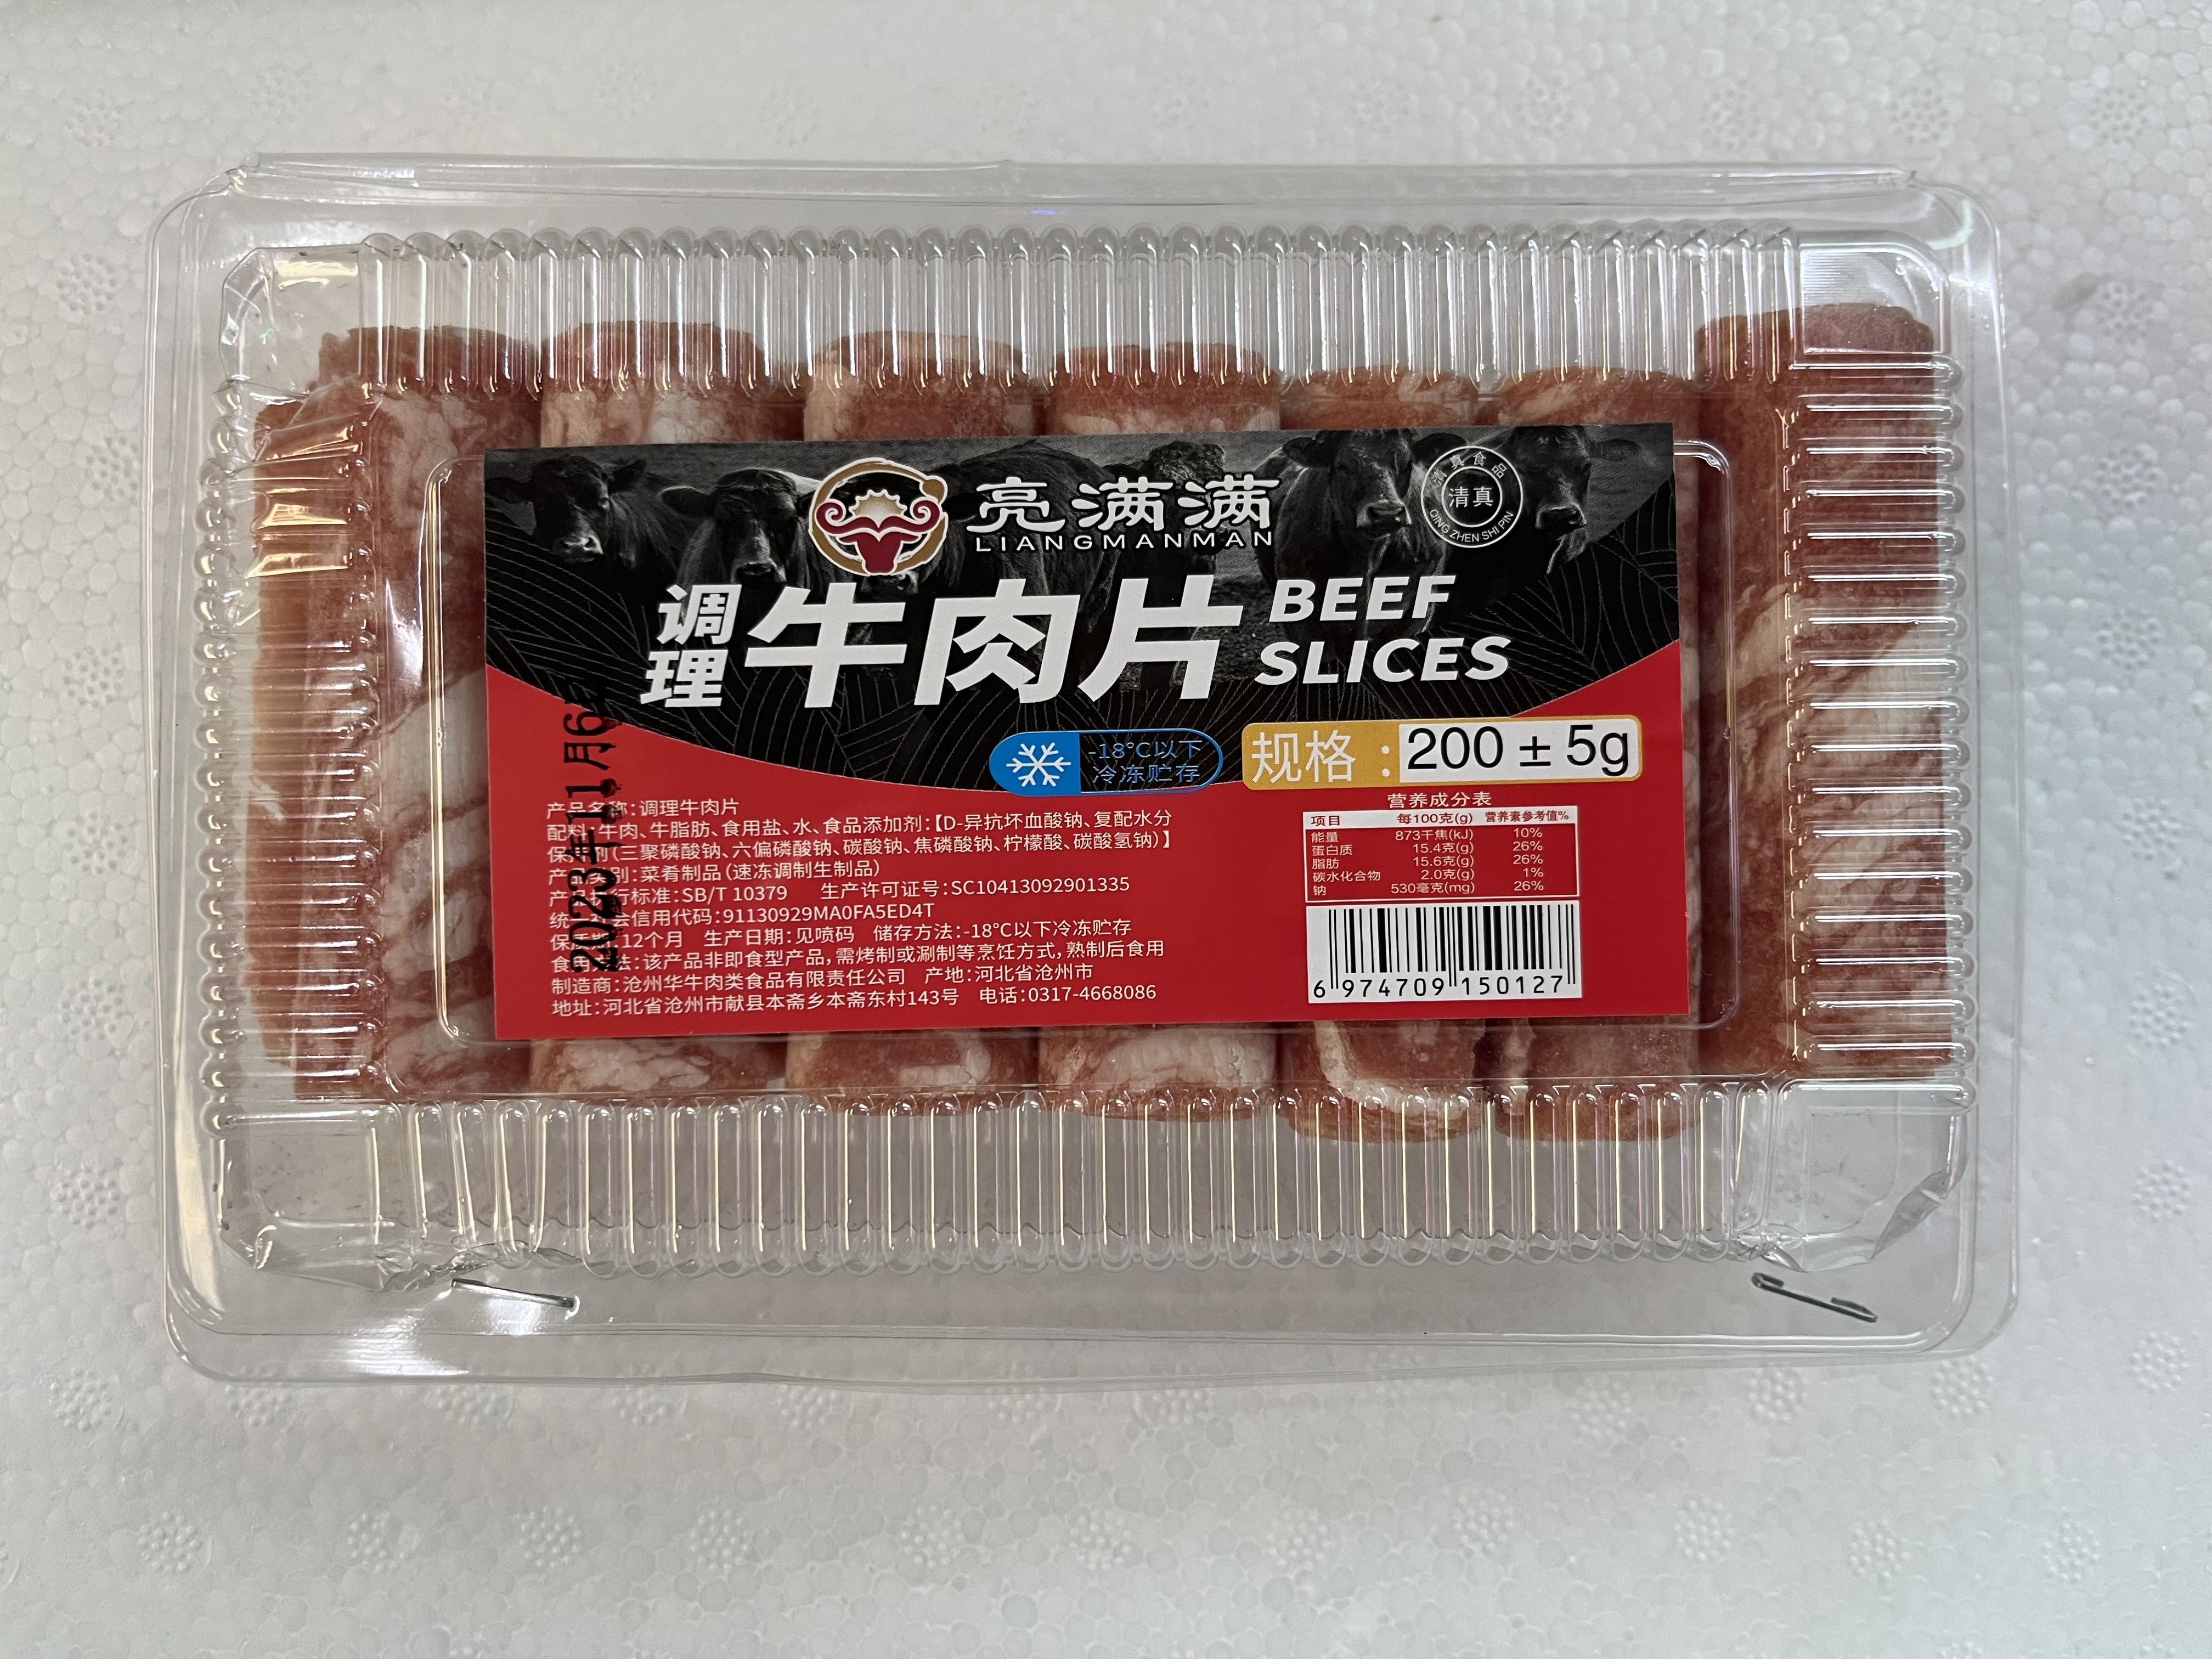 亮满满
LIANGMANMAN
清真食品
清真
QING ZHEN SHI PIN
调理
牛肉片
BEEF
SLICES
-18°C以下
冷冻贮存
规格：200±5g
2023年11月6
产品名称：调理牛肉片
配料：牛肉、牛脂肪、食用盐、水、食品添加剂：【D-异抗坏血酸钠、复配水分
保 剂（三聚磷酸钠、六偏磷酸钠、碳酸钠、焦磷酸钠、柠檬酸、碳酸氢钠）】
产品 别：菜肴制品（速冻调制生制品）
产 行标准：SB/T 10379 生产许可证号：SC10413092901335
统 会信用代码：91130929MA0FA5ED4T
保质期：12个月 生产日期：见喷码 储存方法：-18℃以下冷冻贮存
食用 法：该产品非即食型产品，需烤制或涮制等烹饪方式，熟制后食用
制造商：沧州华牛肉类食品有限责任公司 产地：河北省沧州市
地址：河北省沧州市献县本斋乡本斋东村143号 电话：0317-4668086
营养成分表
项目 每100克(g) 营养素参考值%
能量 873千焦(kJ) 10%
蛋白质 15.4克(g) 26%
脂肪 15.6克(g) 26%
碳水化合物 2.0克(g) 1%
钠 530毫克(mg) 26%
6 974709 150127